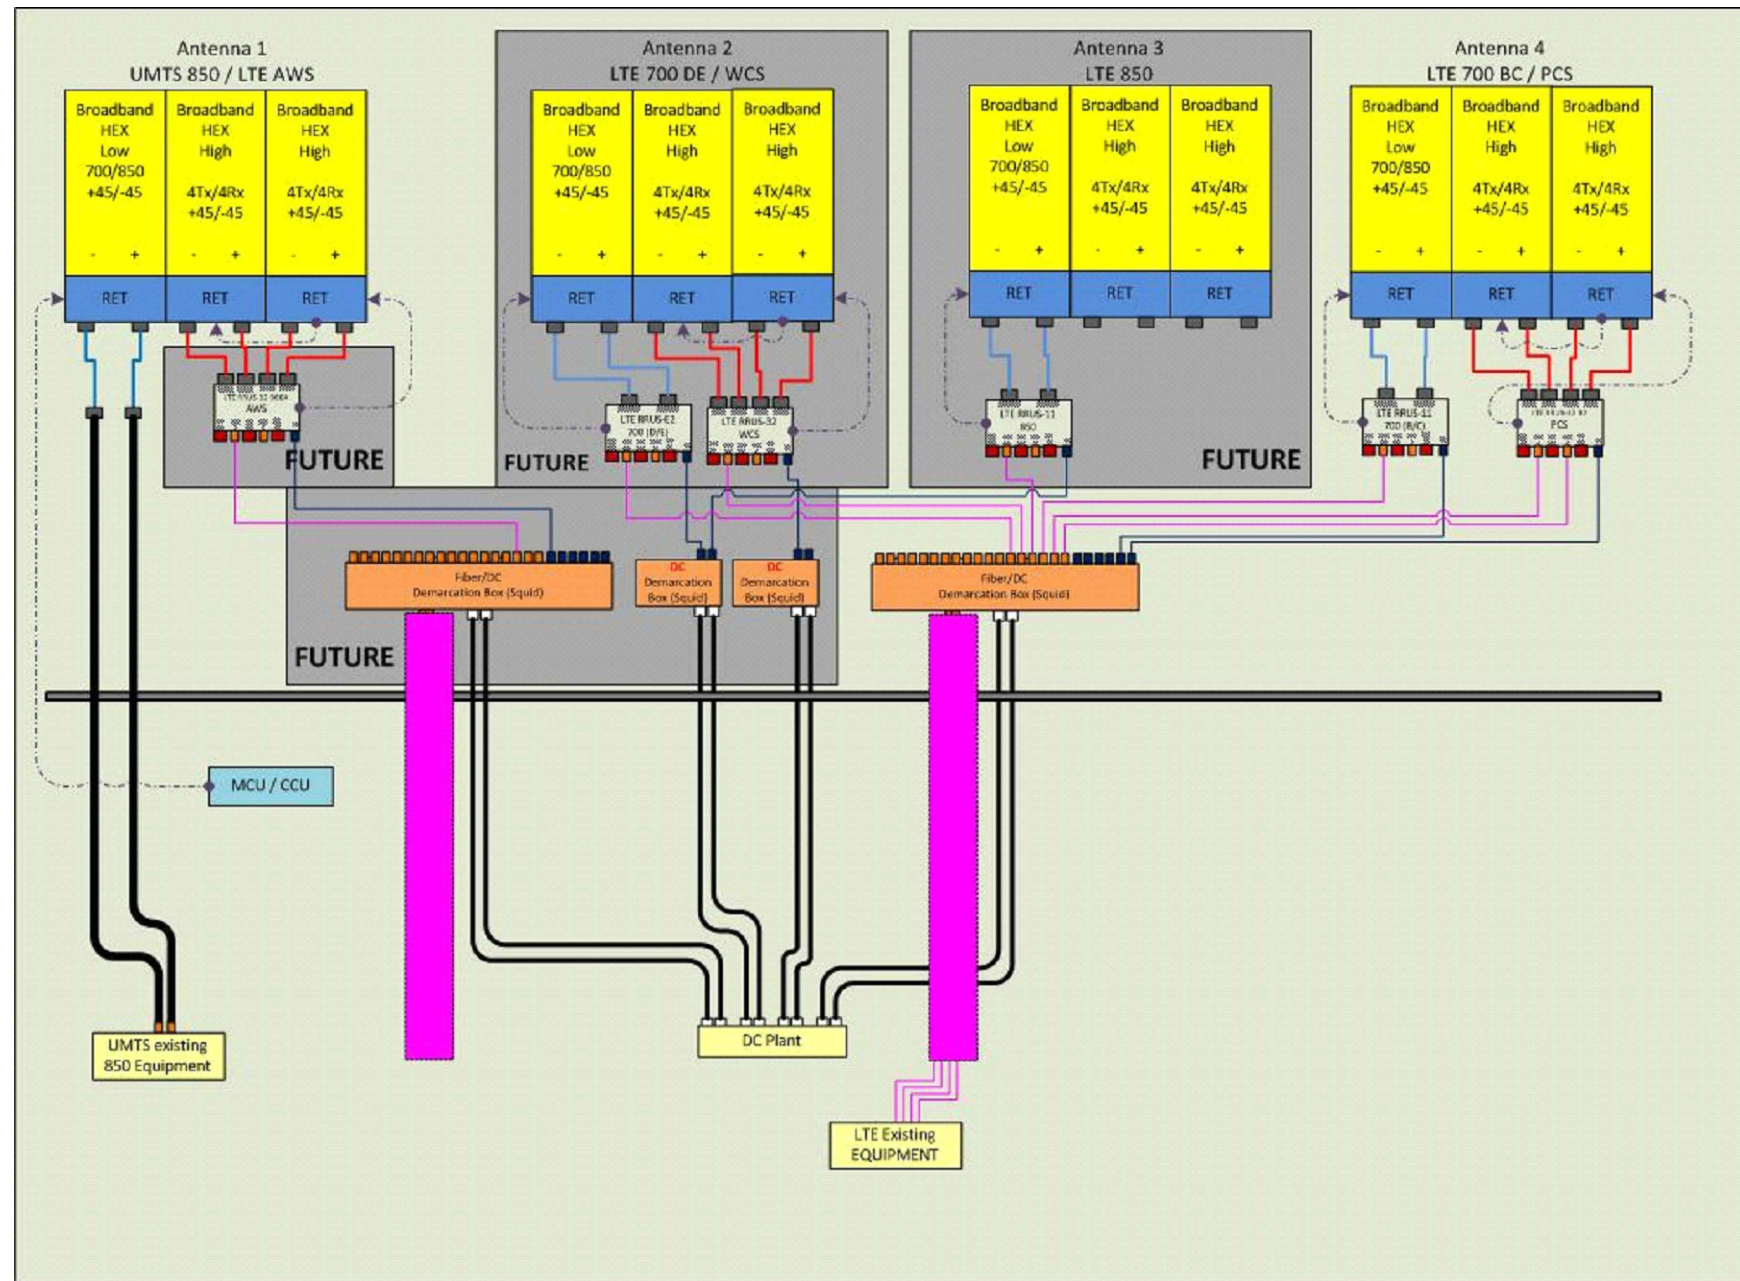 Antenna 1
UMTS 850 / LTE AWS
Broadband
HEX
Low
700/850
+45/-45
- +
Broadband
HEX
High
4Tx/4Rx
+45/-45
- +
Broadband
HEX
High
4Tx/4Rx
+45/-45
- +
RET
RET
RET
AWS
FUTURE
Antenna 2
LTE 700 DE / WCS
Broadband
HEX
Low
700/850
+45/-45
- +
Broadband
HEX
High
4Tx/4Rx
+45/-45
- +
Broadband
HEX
High
4Tx/4Rx
+45/-45
- +
RET
RET
RET
LTE RRUS-E2
700 (D/E)
LTE RRUS-32
WCS
FUTURE
Antenna 3
LTE 850
Broadband
HEX
Low
700/850
+45/-45
- +
Broadband
HEX
High
4Tx/4Rx
+45/-45
- +
Broadband
HEX
High
4Tx/4Rx
+45/-45
- +
RET
RET
RET
LTE RRUS-11
850
FUTURE
Antenna 4
LTE 700 BC / PCS
Broadband
HEX
Low
700/850
+45/-45
- +
Broadband
HEX
High
4Tx/4Rx
+45/-45
- +
Broadband
HEX
High
4Tx/4Rx
+45/-45
- +
RET
RET
RET
LTE RRUS-11
700 (B/C)
PCS
Fiber/DC
Demarcation Box (Squid)
DC
Demarcation
Box (Squid)
DC
Demarcation
Box (Squid)
Fiber/DC
Demarcation Box (Squid)
FUTURE
MCU / CCU
UMTS existing
850 Equipment
DC Plant
LTE Existing
EQUIPMENT